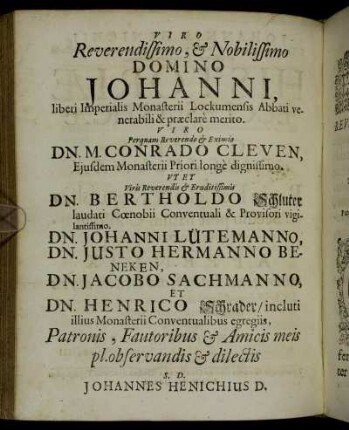 VIRO
Reverendissimo, & Nobilissimo
DOMINO
JOHANNI,
liberi Imperialis Monasterii Lockumensis Abbati ve-
nerabili & præclarè merito.
VIRO
Perquam Reverendo & Eximio
DN. M. CONRADO CLEVEN,
Ejusdem Monasterii Priori longè dignissimo.
UT ET
Viris Reverendis & Eruditissimis
DN. BERTHOLDO Schluter
laudati Cœnobii Conventuali & Provisori vigi-
lantissimo.
DN. JOHANNI LÜTEMANNO,
DN. JUSTO HERMANNO BE-
NEKEN,
DN. JACOBO SACHMANNO,
ET
DN. HENRICO Schrader/ incluti
illius Monasterii Conventualibus egregiis,
Patronis, Fautoribus & Amicis meis
pl. observandis & dilectis
S. D.
JOHANNES HENICHIUS D.